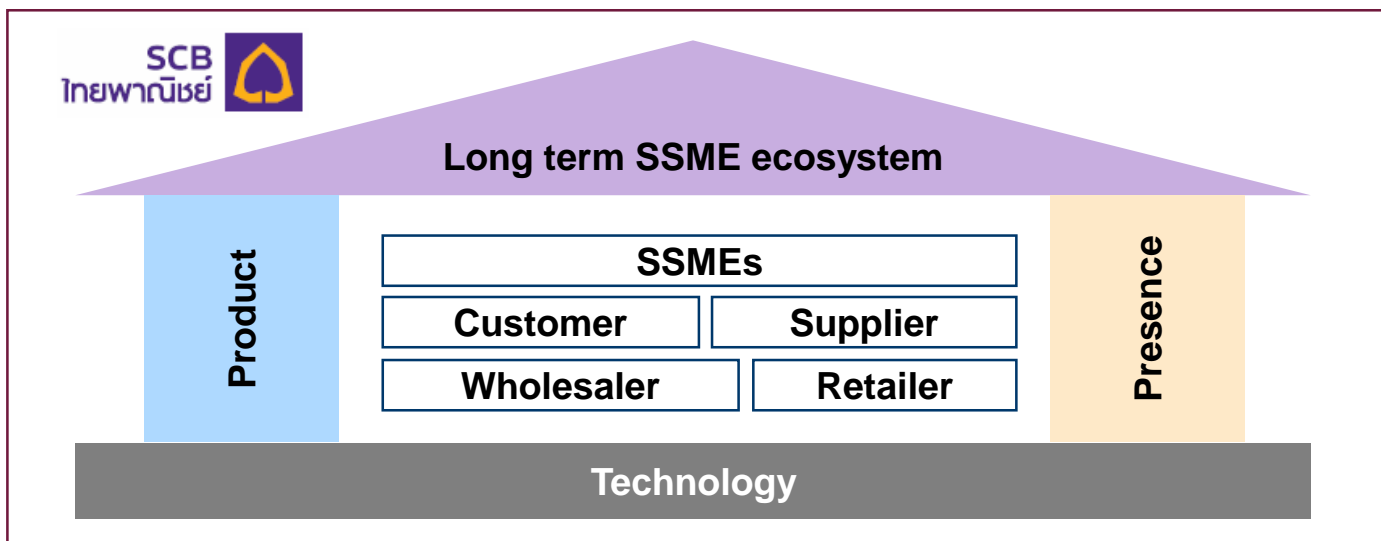 SCB
ไทยพาณิชย์
Long term SSME ecosystem
Product
SSMEs
Customer
Supplier
Wholesaler
Retailer
Presence
Technology